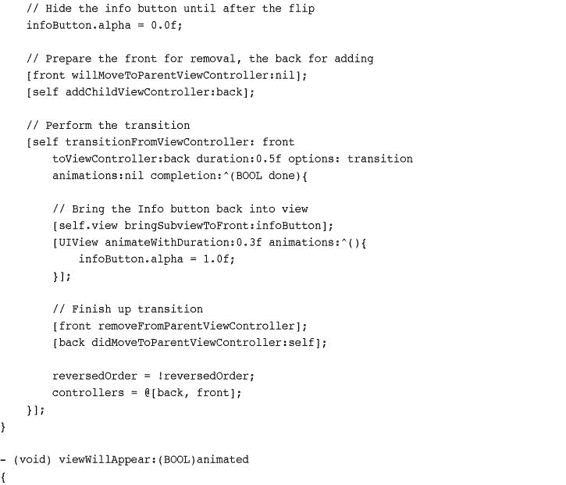 // Hide the info button until after the flip
infoButton.alpha = 0.0f;
// Prepare the front for removal, the back for adding
[front willMoveToParentViewController:nil];
[self addChildViewController:back];
// Perform the transition
[self transitionFromViewController: front
toViewController:back duration:0.5f options: transition
animations:nil completion:^(BOOL done){
// Bring the Info button back into view
[self.view bringSubviewToFront:infoButton];
[UIView animateWithDuration:0.3f animations:^(){
infoButton.alpha = 1.0f;
}];
// Finish up transition
[front removeFromParentViewController];
[back didMoveToParentViewController:self];
reversedOrder = !reversedOrder;
controllers = @[back, front];
}];
}
- (void) viewWillAppear:(BOOL)animated
{